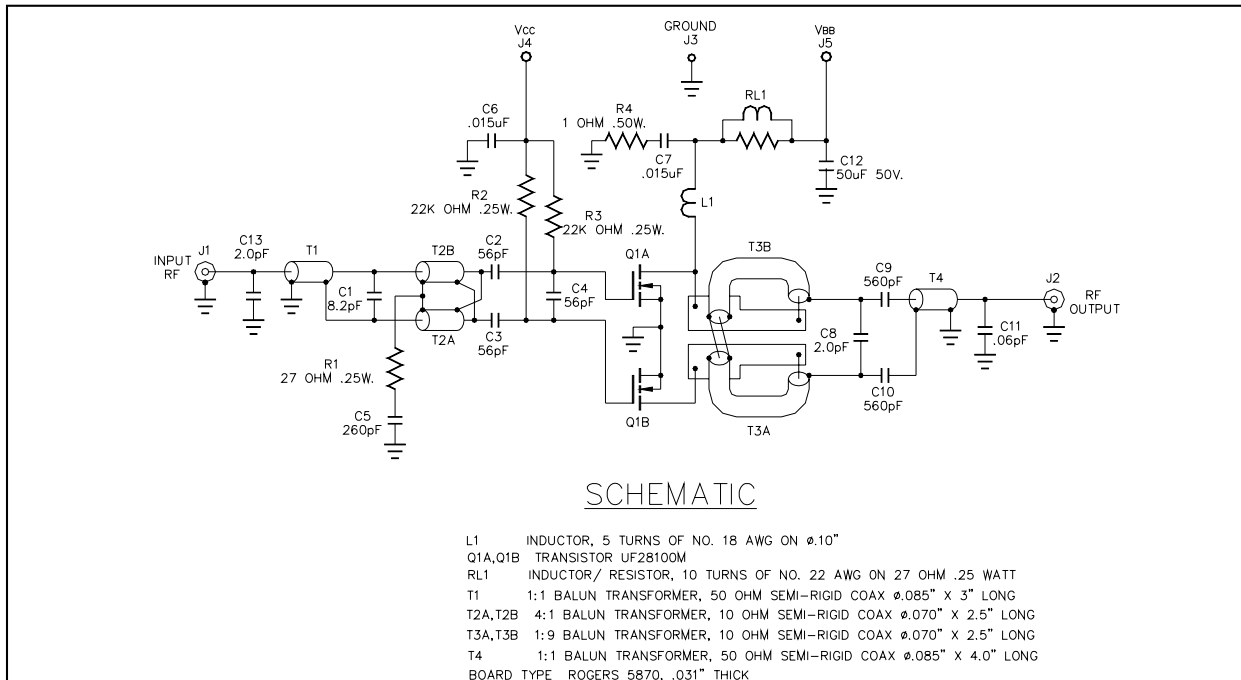 Vcc
J4
GROUND
J3
VBB
J5
C6
.015uF
R4
1 OHM .50W.
C7
.015uF
RL1
C12
50uF 50V.
R2
22K OHM .25W.
R3
22K OHM .25W.
L1
INPUT
RF
J1
C13
2.0pF
T1
C1
8.2pF
T2B
T2A
C2
56pF
C3
56pF
C4
56pF
Q1A
Q1B
T3B
T3A
C9
560pF
C8
2.0pF
C10
560pF
T4
C11
.06pF
J2
RF
OUTPUT
R1
27 OHM .25W.
C5
260pF
SCHEMATIC
L1 INDUCTOR, 5 TURNS OF NO. 18 AWG ON ø.10"
Q1A,Q1B TRANSISTOR UF28100M
RL1 INDUCTOR/ RESISTOR, 10 TURNS OF NO. 22 AWG ON 27 OHM .25 WATT
T1 1:1 BALUN TRANSFORMER, 50 OHM SEMI-RIGID COAX ø.085" X 3" LONG
T2A,T2B 4:1 BALUN TRANSFORMER, 10 OHM SEMI-RIGID COAX ø.070" X 2.5" LONG
T3A,T3B 1:9 BALUN TRANSFORMER, 10 OHM SEMI-RIGID COAX ø.070" X 2.5" LONG
T4 1:1 BALUN TRANSFORMER, 50 OHM SEMI-RIGID COAX ø.085" X 4.0" LONG
BOARD TYPE ROGERS 5870, .031" THICK